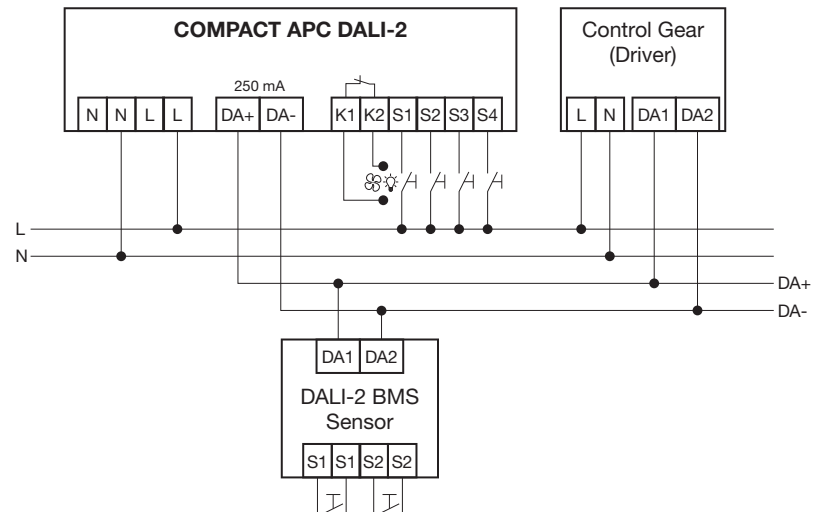 COMPACT APC DALI-2
Control Gear
(Driver)
250 mA
N N L L DA+ DA- K1 K2 S1 S2 S3 S4
L N DA1 DA2
L
N
DA+
DA-
DA1 DA2
DALI-2 BMS
Sensor
S1 S1 S2 S2